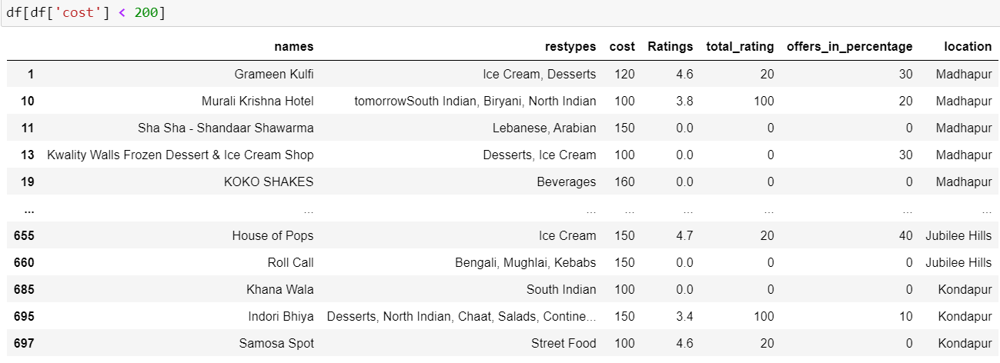 df[df['cost'] < 200]
names restypes cost Ratings total_rating offers_in_percentage location
1 Grameen Kulfi Ice Cream, Desserts 120 4.6 20 30 Madhapur
10 Murali Krishna Hotel tomorrowSouth Indian, Biryani, North Indian 100 3.8 100 20 Madhapur
11 Sha Sha - Shandaar Shawarma Lebanese, Arabian 150 0.0 0 0 Madhapur
13 Kwality Walls Frozen Dessert & Ice Cream Shop Desserts, Ice Cream 100 0.0 0 30 Madhapur
19 KOKO SHAKES Beverages 160 0.0 0 0 Madhapur
... ... ... ... ... ... ... ...
655 House of Pops Ice Cream 150 4.7 20 40 Jubilee Hills
660 Roll Call Bengali, Mughlai, Kebabs 150 0.0 0 0 Jubilee Hills
685 Khana Wala South Indian 100 0.0 0 0 Kondapur
695 Indori Bhiya Desserts, North Indian, Chaat, Salads, Contine... 150 3.4 100 10 Kondapur
697 Samosa Spot Street Food 100 4.6 20 0 Kondapur